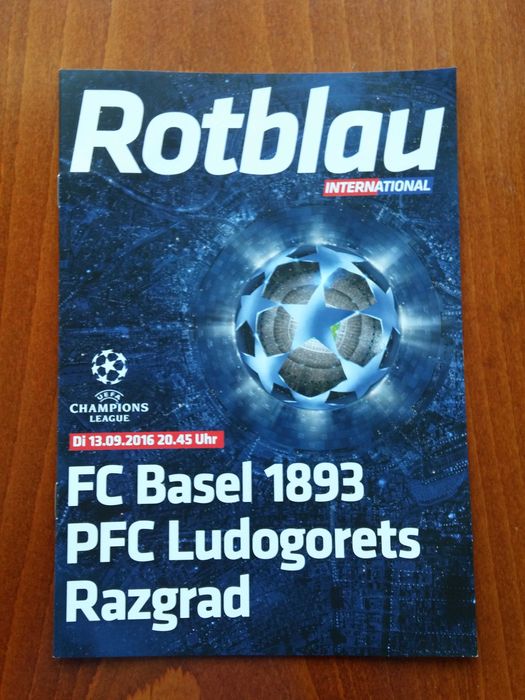 Rotblau
INTERNATIONAL
UEFA
CHAMPIONS
LEAGUE
Di 13.09.2016 20.45 Uhr
FC Basel 1893
PFC Ludogorets
Razgrad